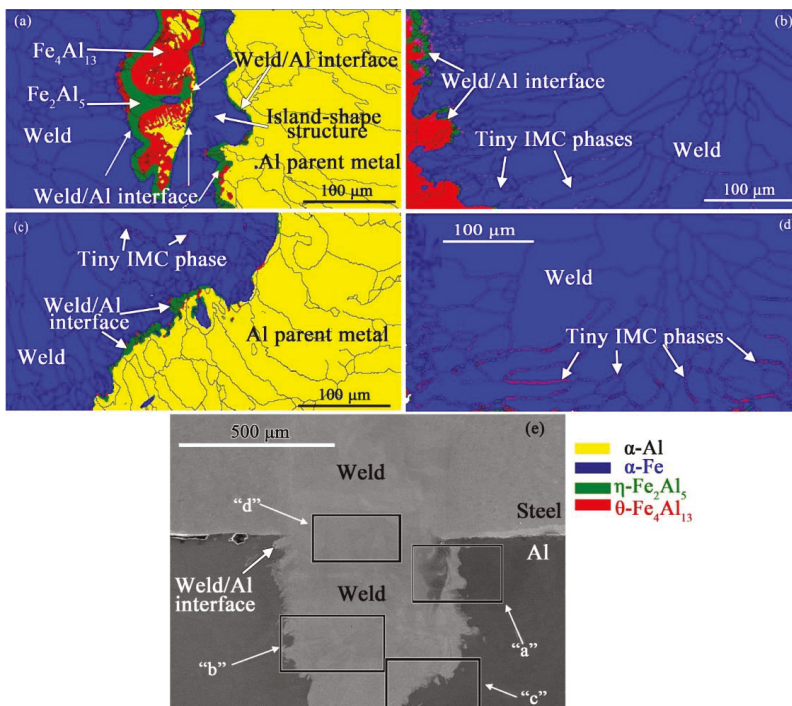 (a)
Fe₄Al₁₃
Fe₂Al₅
Weld
Weld/Al interface
Weld/Al interface
Island-shape
structure
Al parent metal
100 μm
(b)
Weld/Al interface
Tiny IMC phases
Weld
100 μm
(c)
Tiny IMC phase
Weld/Al
interface
Weld
Al parent metal
100 μm
100 μm
(d)
Weld
Tiny IMC phases
500 μm
(e)
Weld
"d"
Steel
Al
Weld/Al
interface
Weld
"a"
"b"
"c"
α-Al
α-Fe
η-Fe₂Al₅
θ-Fe₄Al₁₃